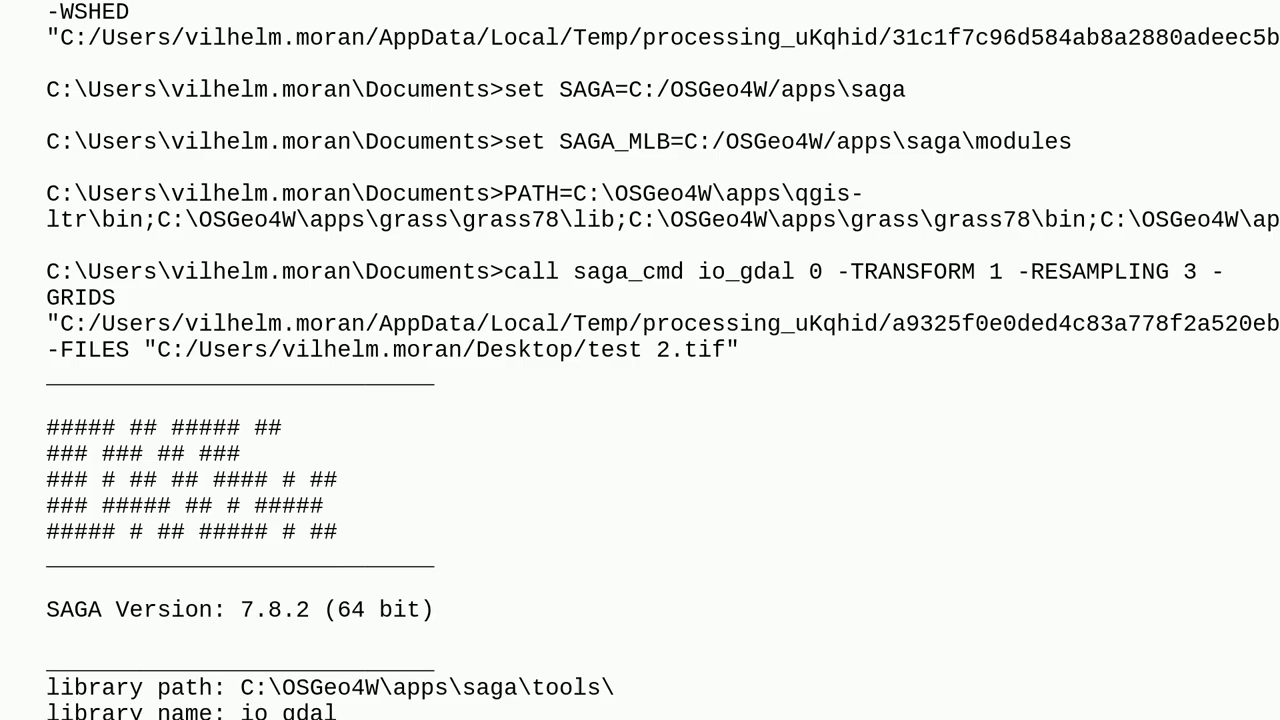 -WSHED
"C:/Users/vilhelm.moran/AppData/Local/Temp/processing_uKqhid/31c1f7c96d584ab8a2880adeec5b
C:\Users\vilhelm.moran\Documents>set SAGA=C:/OSGeo4W/apps\saga
C:\Users\vilhelm.moran\Documents>set SAGA_MLB=C:/OSGeo4W/apps\saga\modules
C:\Users\vilhelm.moran\Documents>PATH=C:\OSGeo4W\apps\qgis-
ltr\bin;C:\OSGeo4W\apps\grass\grass78\lib;C:\OSGeo4W\apps\grass\grass78\bin;C:\OSGeo4W\ap
C:\Users\vilhelm.moran\Documents>call saga_cmd io_gdal 0 -TRANSFORM 1 -RESAMPLING 3 -
GRIDS
"C:/Users/vilhelm.moran/AppData/Local/Temp/processing_uKqhid/a9325f0e0ded4c83a778f2a520eb
-FILES "C:/Users/vilhelm.moran/Desktop/test 2.tif"
____________________________
##### ## ##### ##
### ### ## ###
### # ## ## #### # ##
### ##### ## # #####
##### # ## ##### # ##
____________________________
SAGA Version: 7.8.2 (64 bit)
____________________________
library path: C:\OSGeo4W\apps\saga\tools\
library name: io_gdal